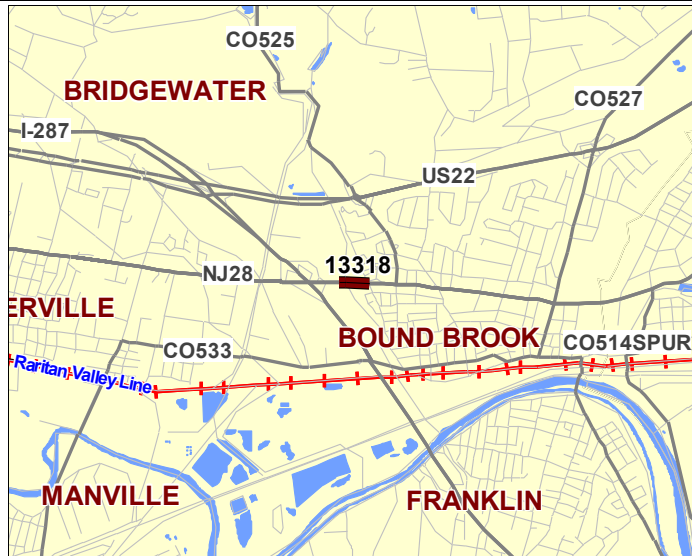 CO525
BRIDGEWATER
CO527
I-287
US22
13318
NJ28
ERVILLE
BOUND BROOK
CO514SPUR
CO533
Raritan Valley Line
MANVILLE
FRANKLIN